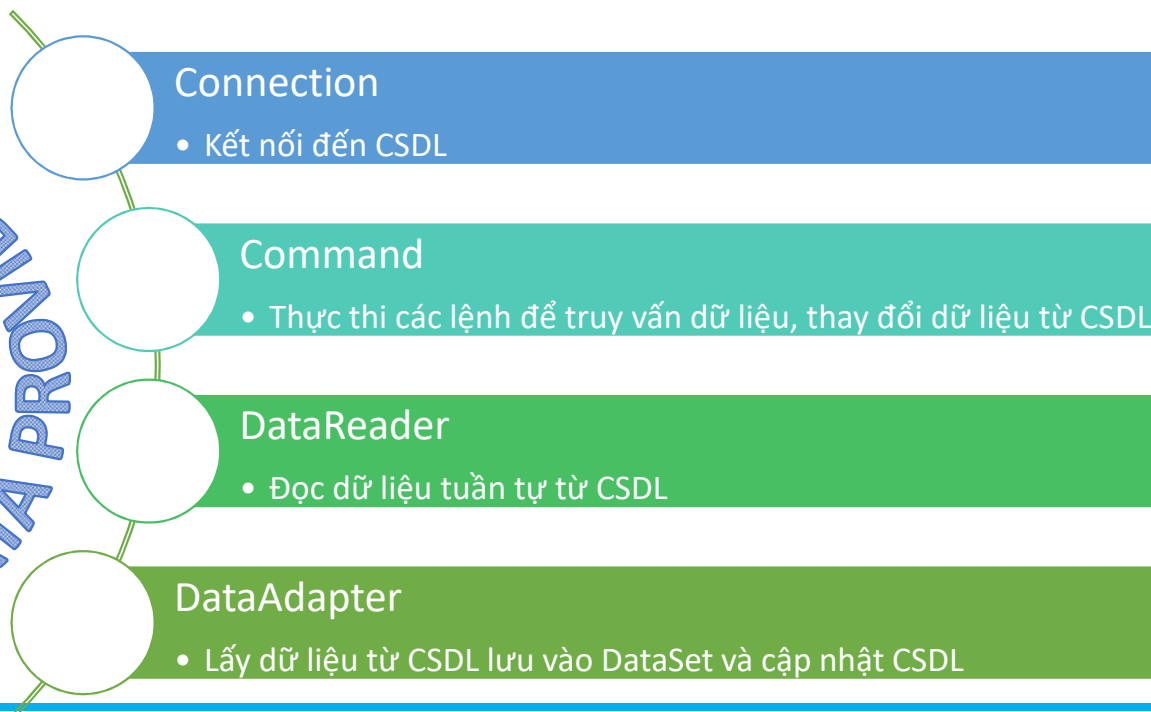 Connection
• Kết nối đến CSDL
Command
• Thực thi các lệnh để truy vấn dữ liệu, thay đổi dữ liệu từ CSDL
DataReader
• Đọc dữ liệu tuần tự từ CSDL
DataAdapter
• Lấy dữ liệu từ CSDL lưu vào DataSet và cập nhật CSDL